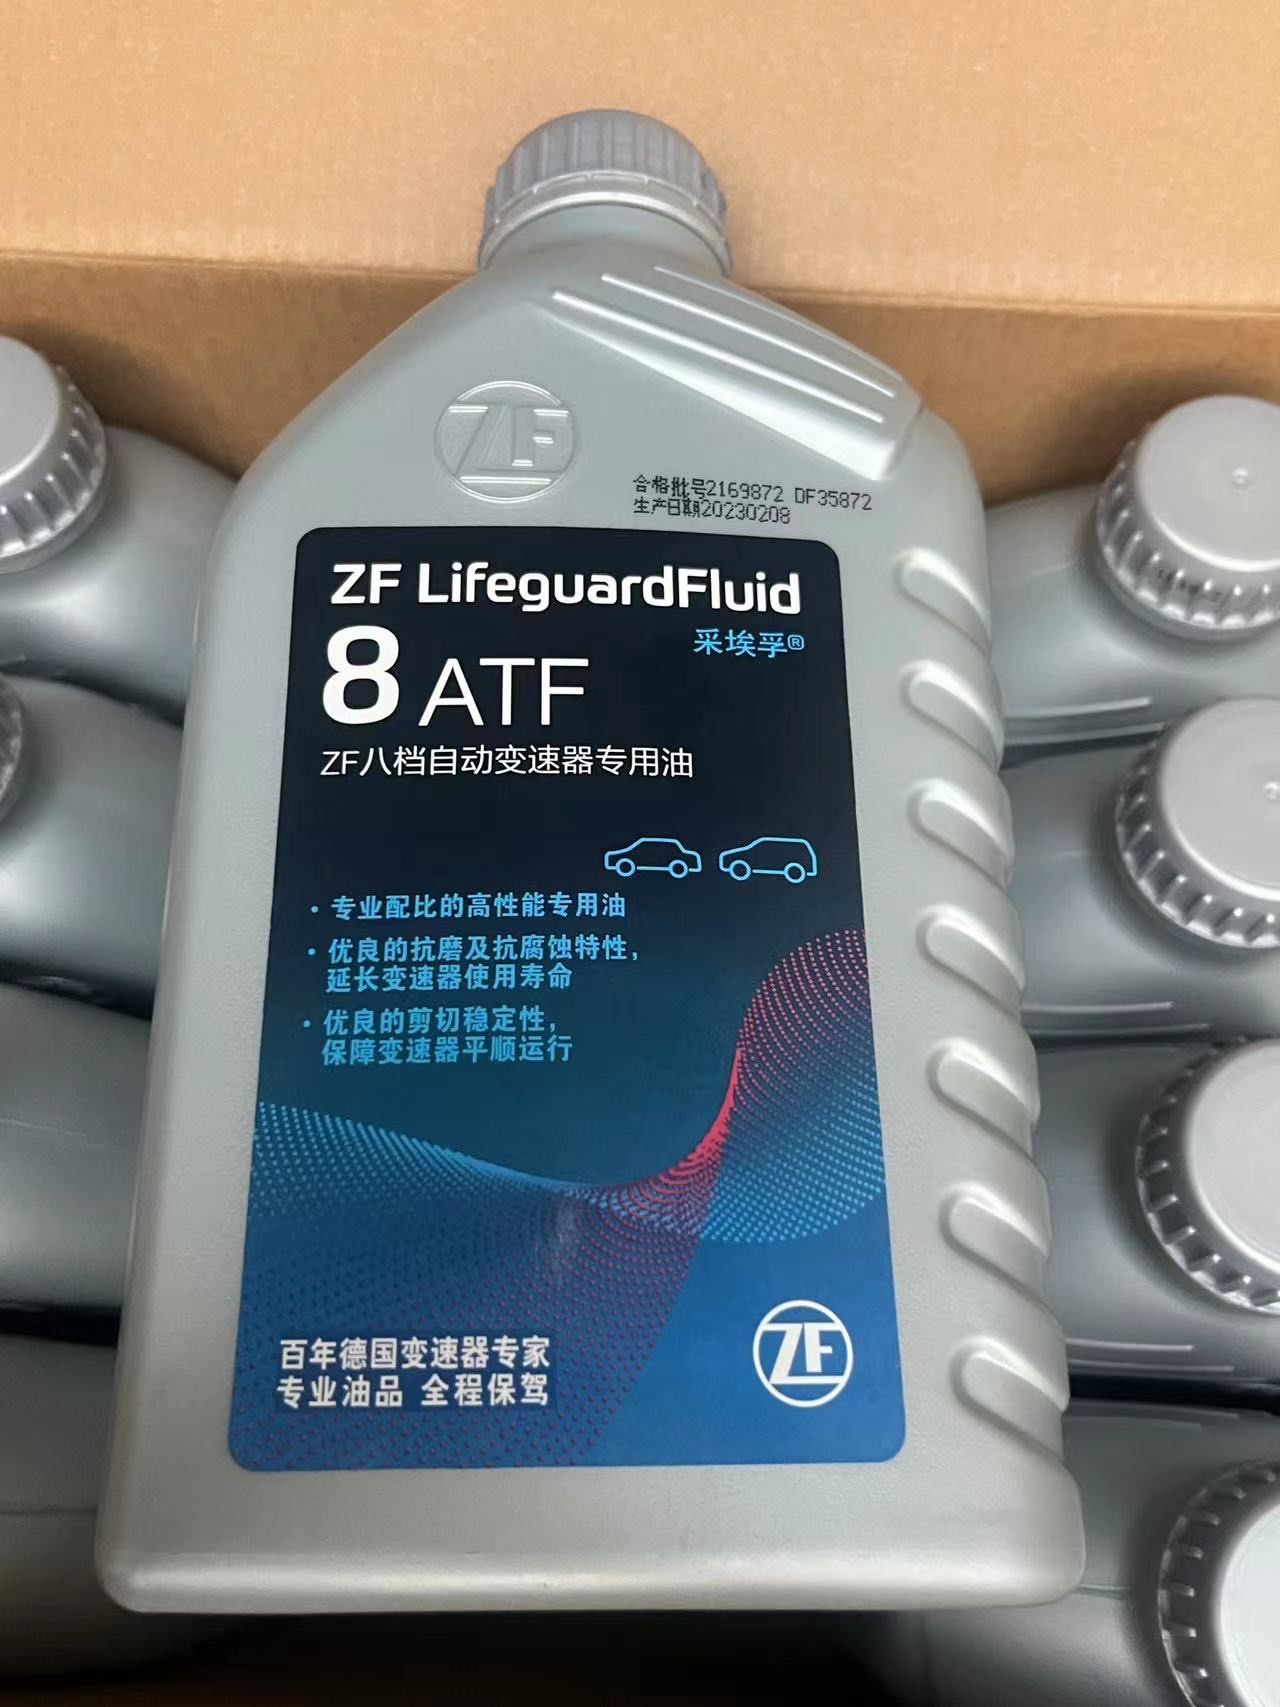 ZF
合格批号2169872 DF35872
生产日期20230208
ZF LifeguardFluid
采埃孚®
8 ATF
ZF八档自动变速器专用油
• 专业配比的高性能专用油
• 优良的抗磨及抗腐蚀特性，
延长变速器使用寿命
• 优良的剪切稳定性，
保障变速器平顺运行
百年德国变速器专家
专业油品 全程保驾
ZF